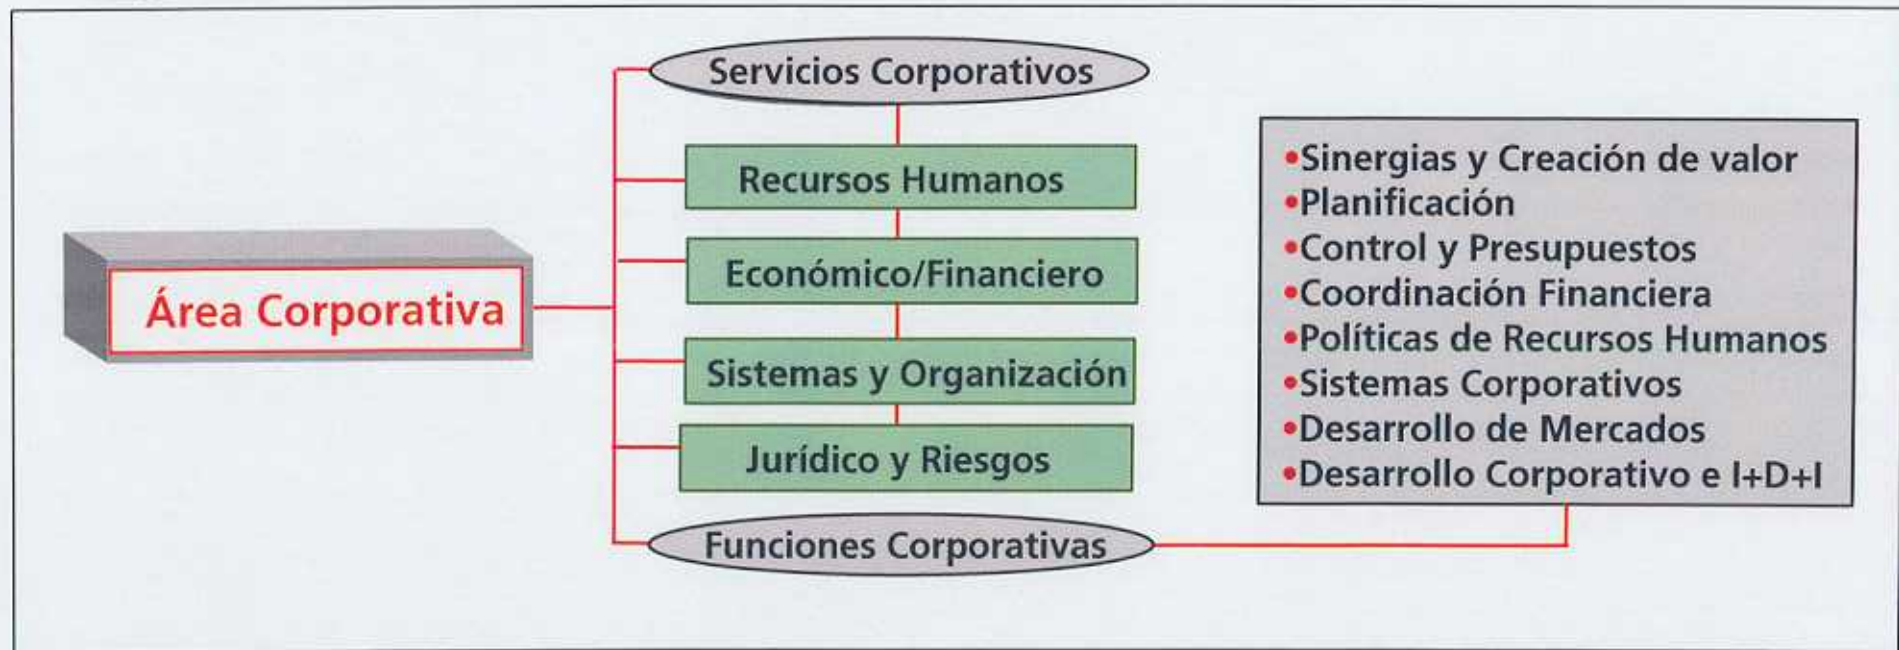 Servicios Corporativos
Recursos Humanos
Económico/Financiero
Área Corporativa
Sistemas y Organización
Jurídico y Riesgos
Funciones Corporativas
•Sinergias y Creación de valor
•Planificación
•Control y Presupuestos
•Coordinación Financiera
•Políticas de Recursos Humanos
•Sistemas Corporativos
•Desarrollo de Mercados
•Desarrollo Corporativo e I+D+I